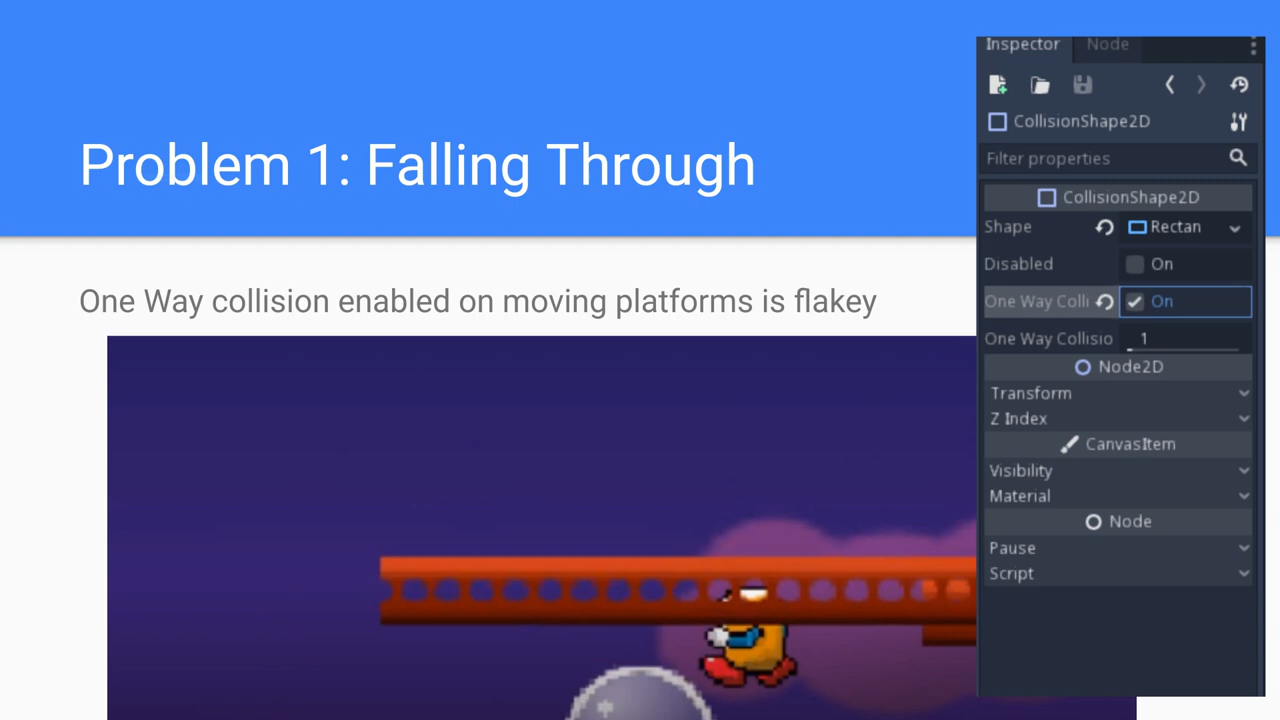 Problem 1: Falling Through
One Way collision enabled on moving platforms is flakey
Inspector Node
CollisionShape2D
Filter properties
CollisionShape2D
Shape Rectan
Disabled On
One Way Colli On
One Way Collisio 1
Node2D
Transform
Z Index
CanvasItem
Visibility
Material
Node
Pause
Script